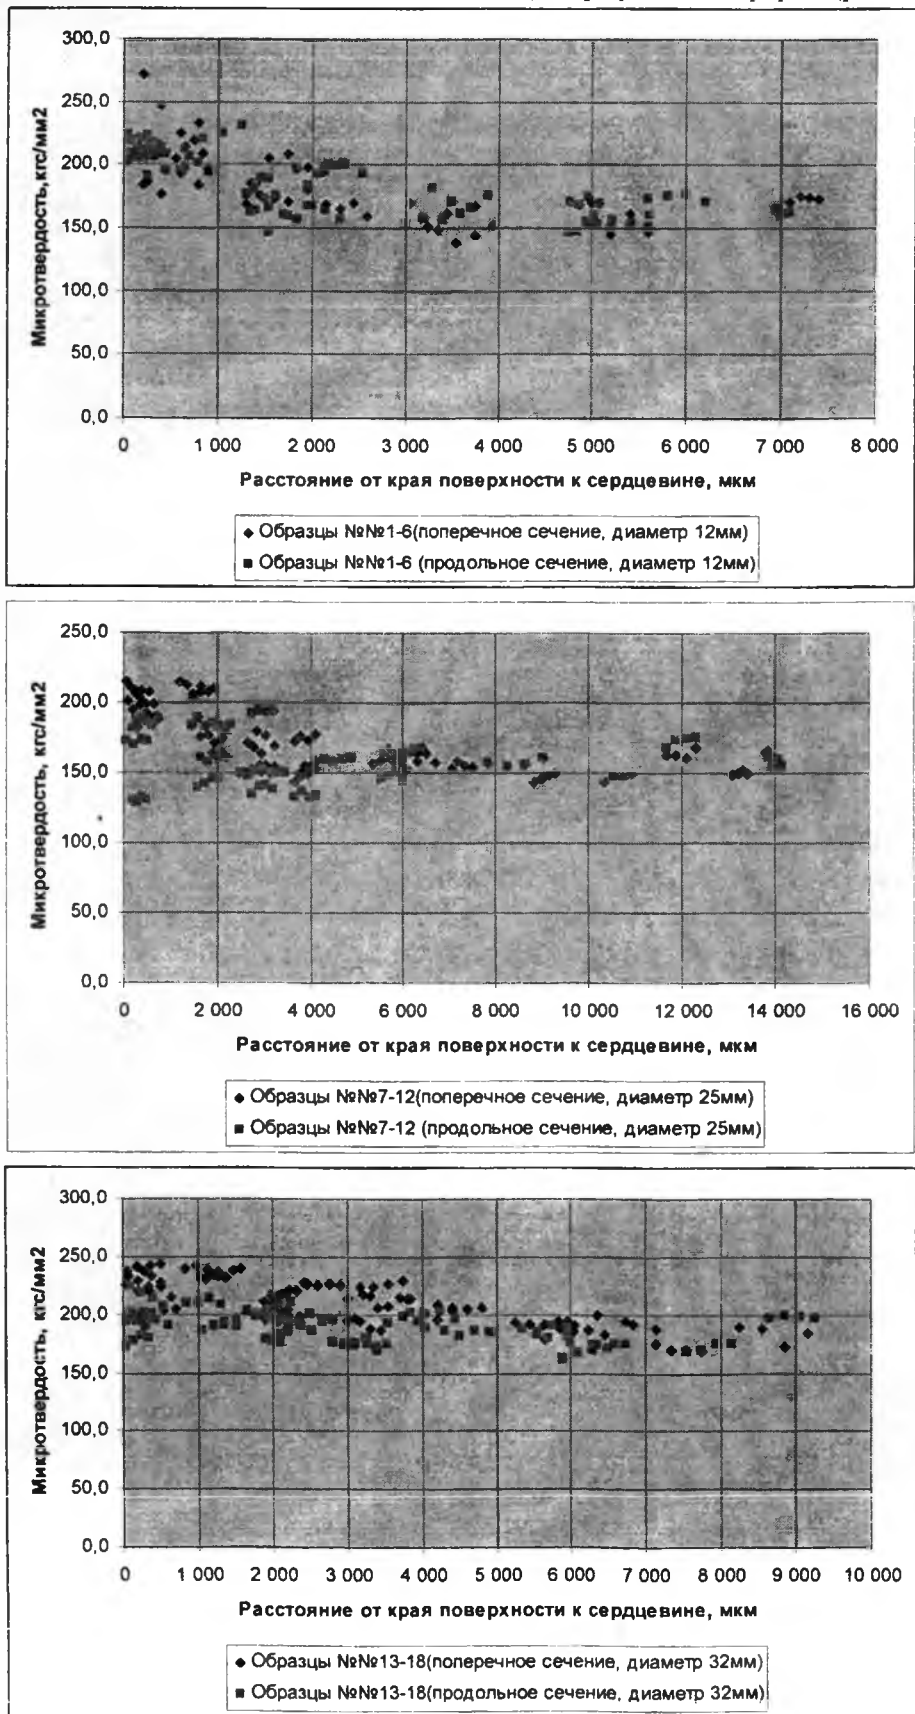 300,0
250,0
200,0
150,0
100,0
50,0
0,0
Микротвердость,кгс/мм2
0 1 000 2 000 3 000 4 000 5 000 6 000 7 000 8 000
Расстояние от края поверхности к сердцевине, мкм
Образцы №№1-6(поперечное сечение, диаметр 12мм)
Образцы №№1-6 (продольное сечение, диаметр 12мм)
250,0
200,0
150,0
100,0
50,0
0,0
Микротвердость, кгс/мм2
0 2 000 4 000 6 000 8 000 10 000 12 000 14 000 16 000
Расстояние от края поверхности к сердцевине, мкм
Образцы №№7-12(поперечное сечение, диаметр 25мм)
Образцы №№7-12 (продольное сечение, диаметр 25мм)
300,0
250,0
200,0
150,0
100,0
50,0
0,0
Микротвердость, кгс/мм2
0 1 000 2 000 3 000 4 000 5 000 6 000 7 000 8 000 9 000 10 000
Расстояние от края поверхности к сердцевине, мкм
Образцы №№13-18(поперечное сечение, диаметр 32мм)
Образцы №№13-18(продольное сечение, диаметр 32мм)